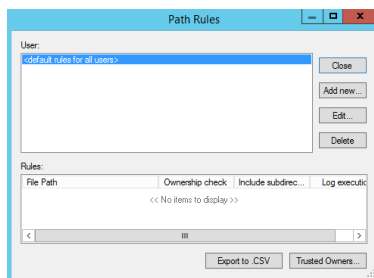 Path Rules
User:
<default rules for all users>
Close
Add new...
Edit...
Delete
Rules:
File Path Ownership check Include subdirec... Log executic
<< No items to display >>
Export to .CSV Trusted Owners...